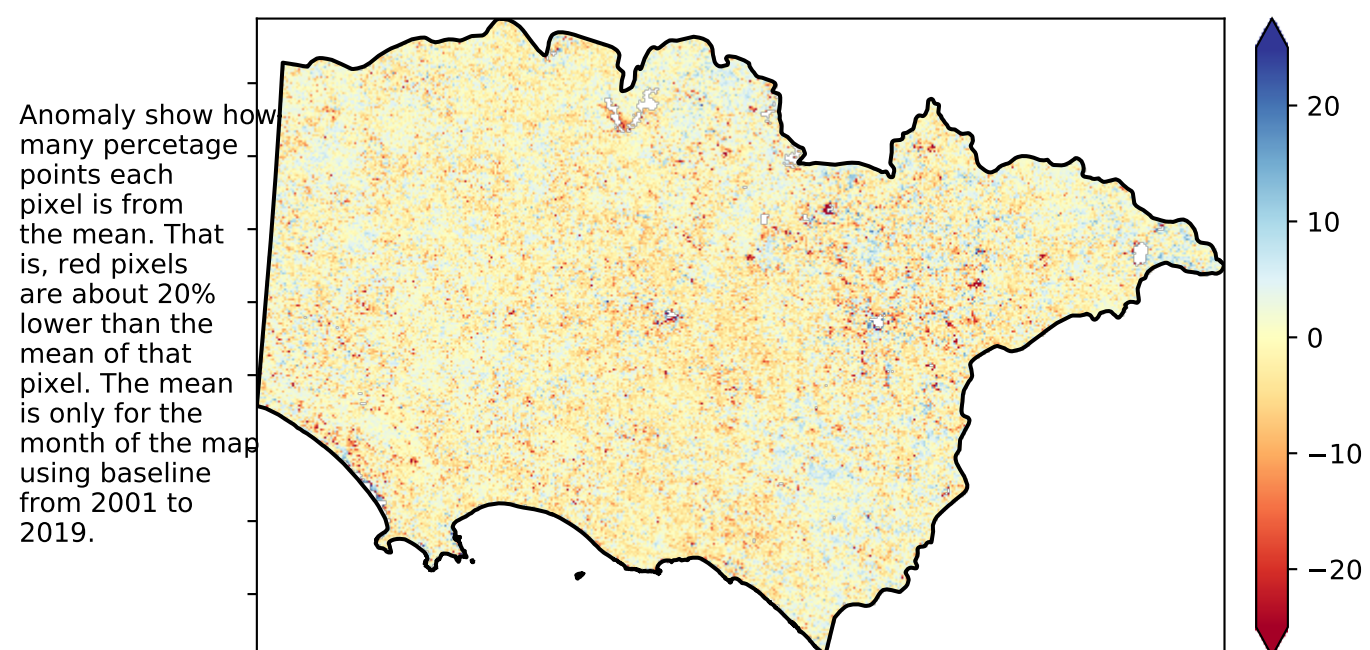 Anomaly show how
many percetage
points each
pixel is from
the mean. That
is, red pixels
are about 20%
lower than the
mean of that
pixel. The mean
is only for the
month of the map
using baseline
from 2001 to
2019.
20
10
0
−10
−20